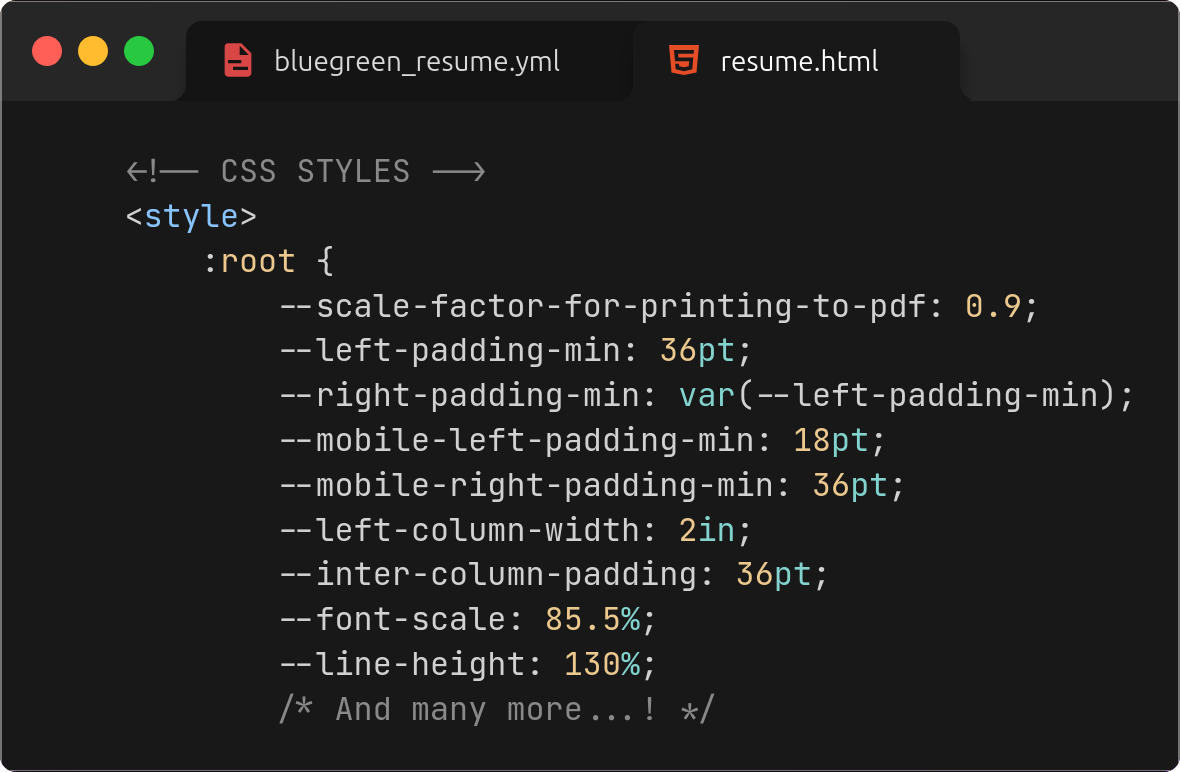 bluegreen_resume.yml
resume.html
<!-- CSS STYLES -->
<style>
:root {
--scale-factor-for-printing-to-pdf: 0.9;
--left-padding-min: 36pt;
--right-padding-min: var(--left-padding-min);
--mobile-left-padding-min: 18pt;
--mobile-right-padding-min: 36pt;
--left-column-width: 2in;
--inter-column-padding: 36pt;
--font-scale: 85.5%;
--line-height: 130%;
/* And many more...! */